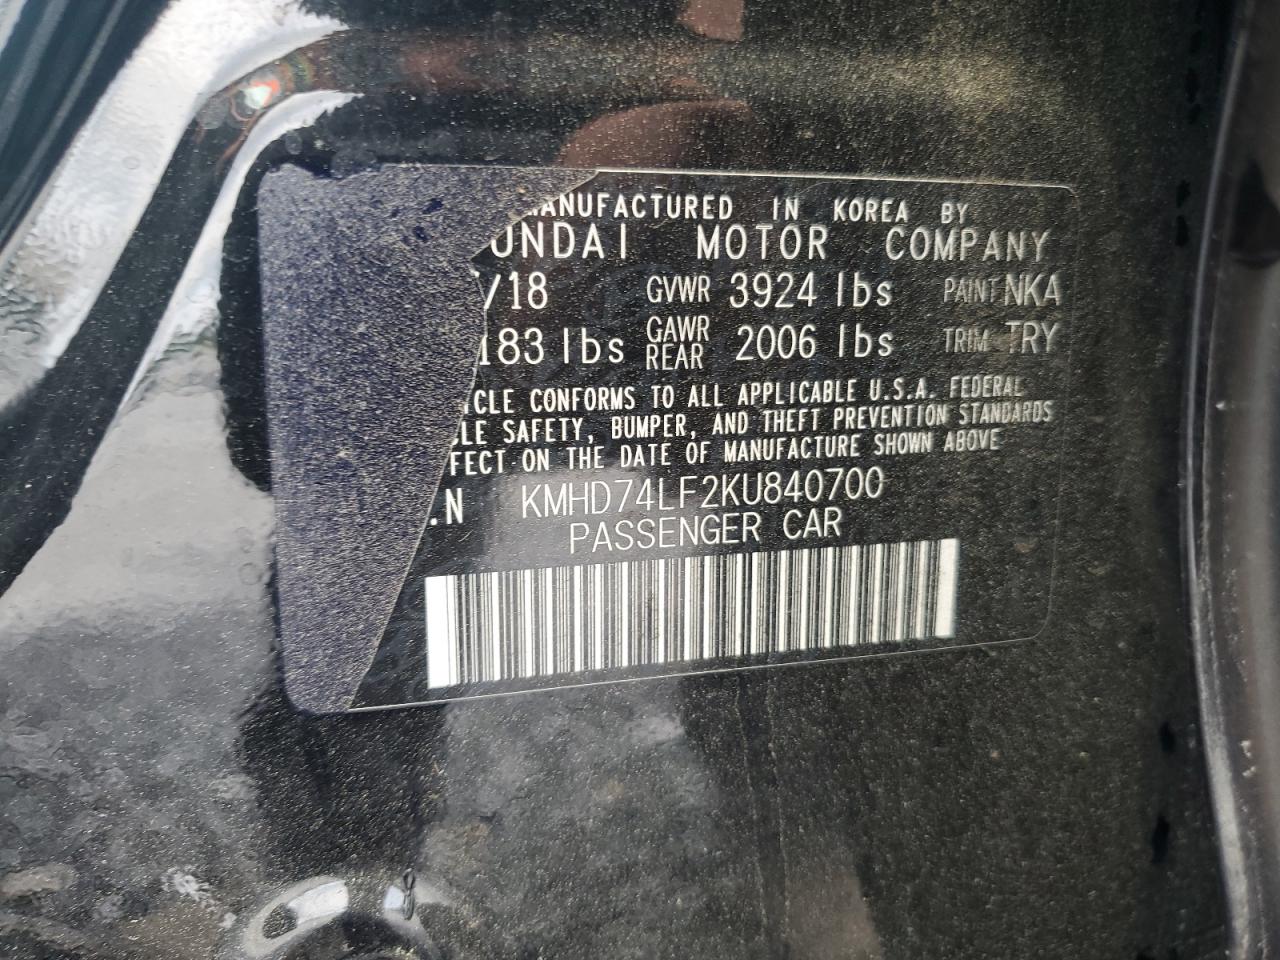 MANUFACTURED IN KOREA BY
UNDAI MOTOR COMPANY
/18 GVWR 3924 lbs PAINT NKA
183 lbs GAWR REAR 2006 lbs TRIM TRY
ICLE CONFORMS TO ALL APPLICABLE U.S.A. FEDERAL
LE SAFETY, BUMPER, AND THEFT PREVENTION STANDARDS
FECT ON THE DATE OF MANUFACTURE SHOWN ABOVE
.N KMHD74LF2KU840700
PASSENGER CAR